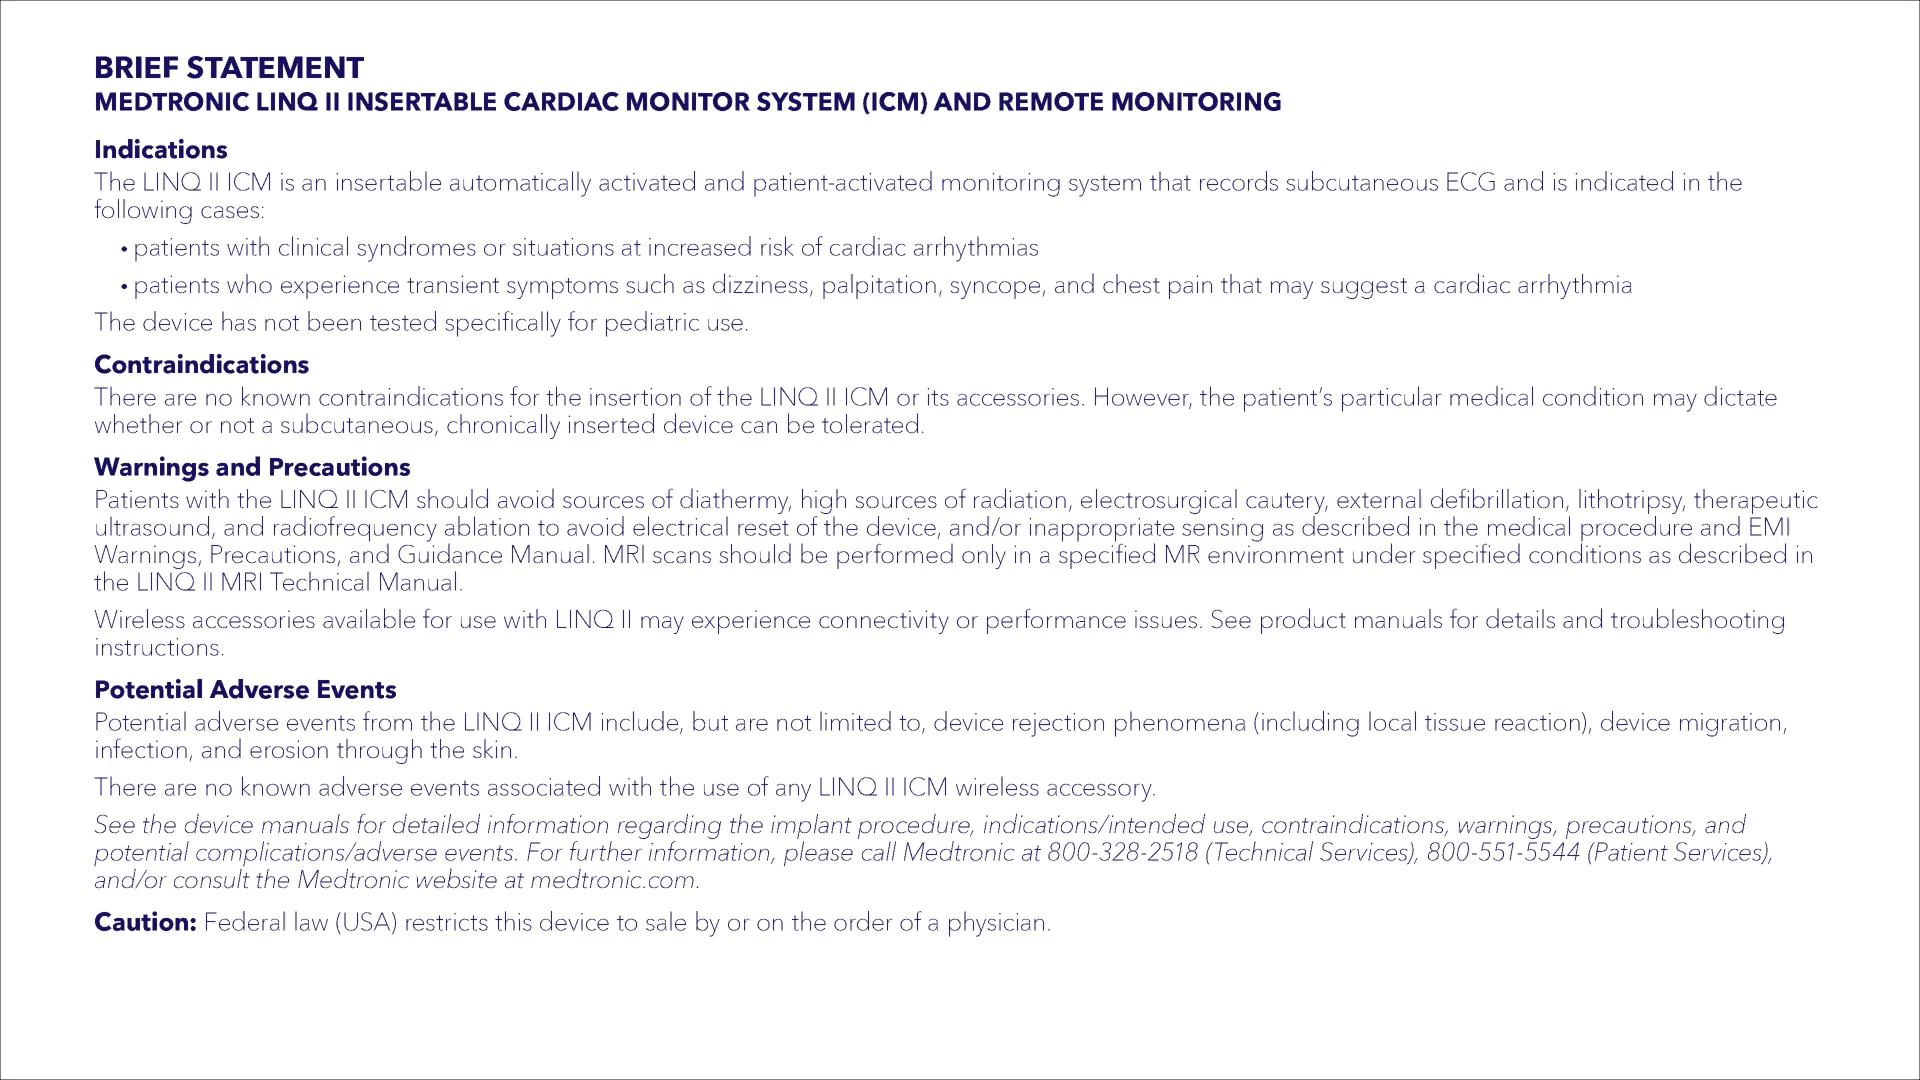 BRIEF STATEMENT
MEDTRONIC LINQ II INSERTABLE CARDIAC MONITOR SYSTEM (ICM) AND REMOTE MONITORING
Indications
The LINQ II ICM is an insertable automatically activated and patient-activated monitoring system that records subcutaneous ECG and is indicated in the
following cases:
• patients with clinical syndromes or situations at increased risk of cardiac arrhythmias
• patients who experience transient symptoms such as dizziness, palpitation, syncope, and chest pain that may suggest a cardiac arrhythmia
The device has not been tested specifically for pediatric use.
Contraindications
There are no known contraindications for the insertion of the LINQ II ICM or its accessories. However, the patient’s particular medical condition may dictate
whether or not a subcutaneous, chronically inserted device can be tolerated.
Warnings and Precautions
Patients with the LINQ II ICM should avoid sources of diathermy, high sources of radiation, electrosurgical cautery, external defibrillation, lithotripsy, therapeutic
ultrasound, and radiofrequency ablation to avoid electrical reset of the device, and/or inappropriate sensing as described in the medical procedure and EMI
Warnings, Precautions, and Guidance Manual. MRI scans should be performed only in a specified MR environment under specified conditions as described in
the LINQ II MRI Technical Manual.
Wireless accessories available for use with LINQ II may experience connectivity or performance issues. See product manuals for details and troubleshooting
instructions.
Potential Adverse Events
Potential adverse events from the LINQ II ICM include, but are not limited to, device rejection phenomena (including local tissue reaction), device migration,
infection, and erosion through the skin.
There are no known adverse events associated with the use of any LINQ II ICM wireless accessory.
See the device manuals for detailed information regarding the implant procedure, indications/intended use, contraindications, warnings, precautions, and
potential complications/adverse events. For further information, please call Medtronic at 800-328-2518 (Technical Services), 800-551-5544 (Patient Services),
and/or consult the Medtronic website at medtronic.com.
Caution: Federal law (USA) restricts this device to sale by or on the order of a physician.